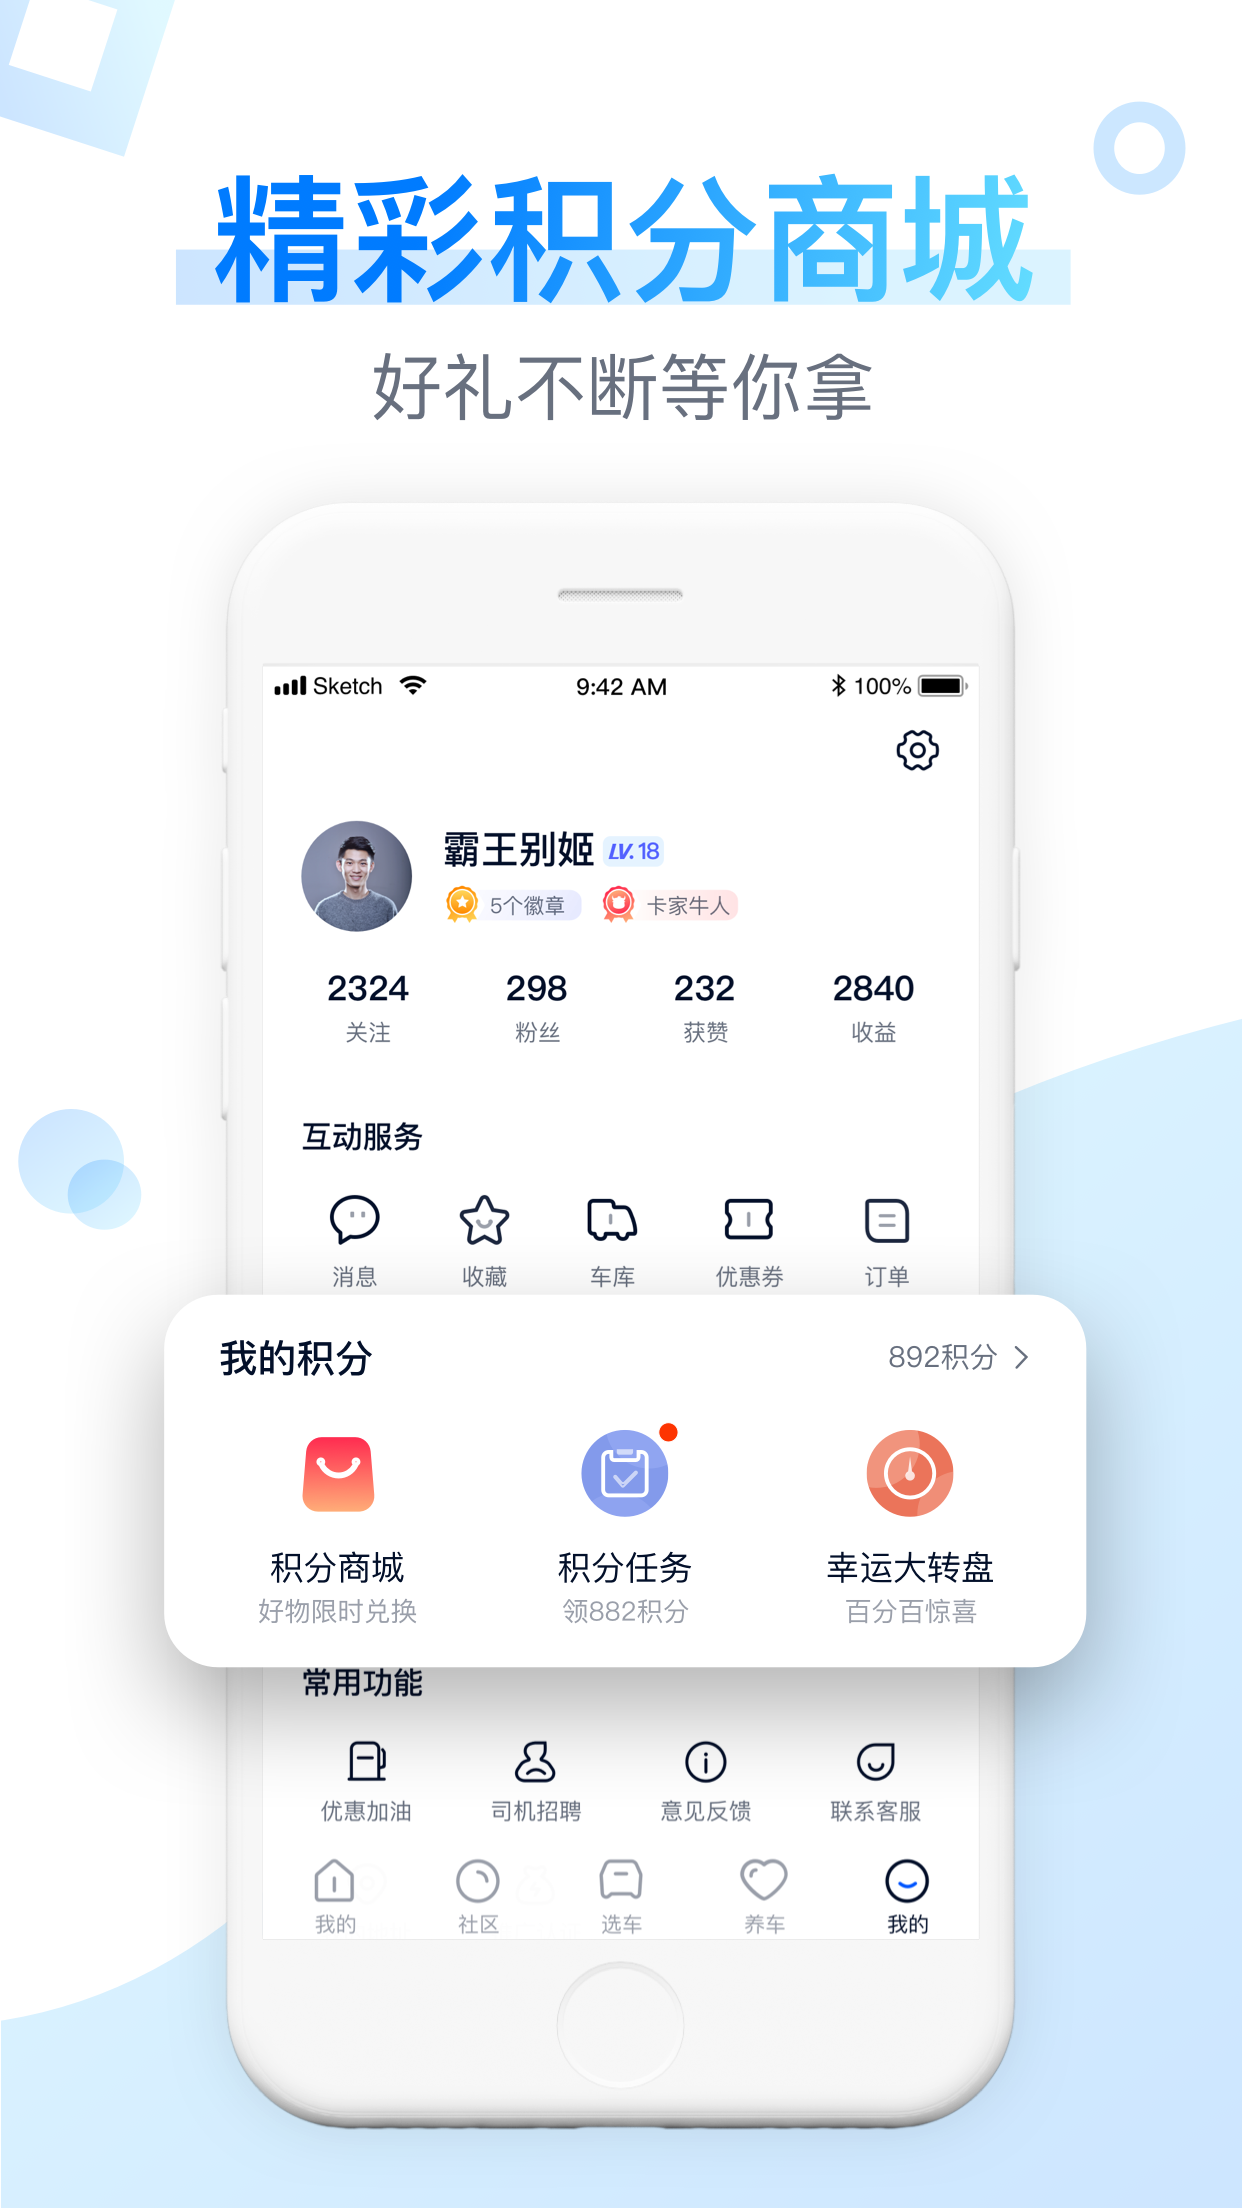 精彩积分商城
好礼不断等你拿
Sketch 9:42 AM 100%
霸王别姬 LV.18
5个徽章 卡家牛人
2324 298 232 2840
关注 粉丝 获赞 收益
互动服务
消息 收藏 车库 优惠券 订单
我的积分 892积分
积分商城 积分任务 幸运大转盘
好物限时兑换 领882积分 百分百惊喜
常用功能
优惠加油 司机招聘 意见反馈 联系客服
我的 社区 选车 养车 我的